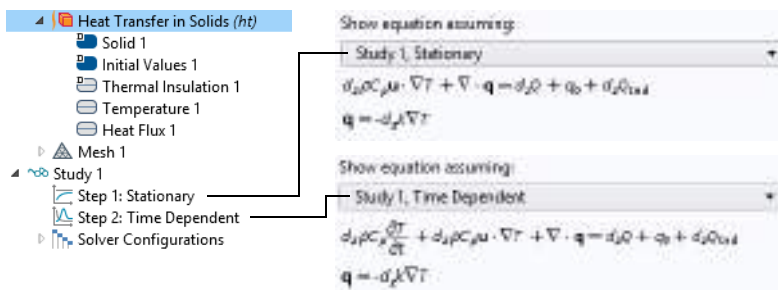 Heat Transfer in Solids (ht)
Solid 1
Initial Values 1
Thermal Insulation 1
Temperature 1
Heat Flux 1
Mesh 1
Study 1
Step 1: Stationary
Step 2: Time Dependent
Solver Configurations
Show equation assuming:
Study 1, Stationary
d_zρC_pu · ∇T + ∇ · q = d_zQ + q_0 + d_zQ_ted
q = -d_zk∇T
Show equation assuming:
Study 1, Time Dependent
d_zρC_p ∂T/∂t + d_zρC_pu · ∇T + ∇ · q = d_zQ + q_0 + d_zQ_ted
q = -d_zk∇T